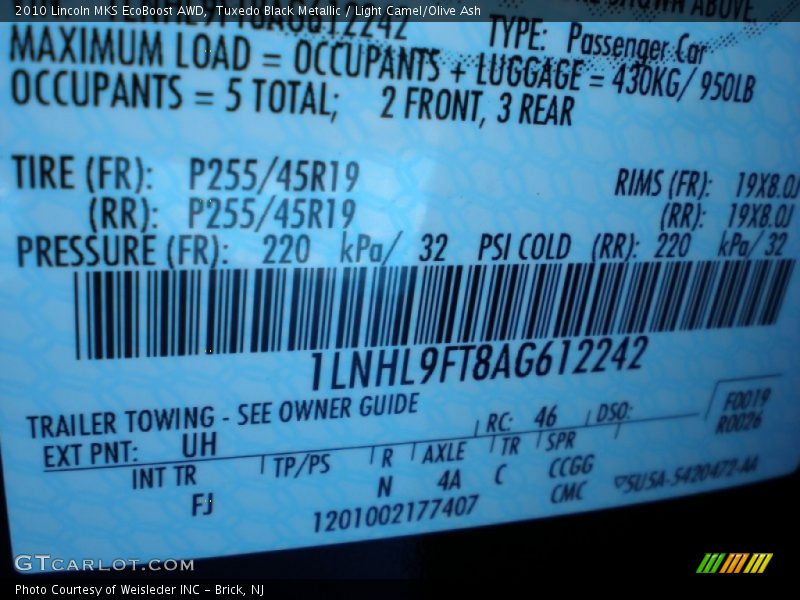 2010 Lincoln MKS EcoBoost AWD, Tuxedo Black Metallic / Light Camel/Olive Ash
SHOWN ABOVE.
TYPE: Passenger Car
MAXIMUM LOAD = OCCUPANTS + LUGGAGE = 430KG/ 950LB
OCCUPANTS = 5 TOTAL; 2 FRONT, 3 REAR
TIRE (FR): P255/45R19 RIMS (FR): 19X8.0J
(RR): P255/45R19 (RR): 19X8.0J
PRESSURE (FR): 220 kPa/ 32 PSI COLD (RR): 220 kPa/ 32
1LNHL9FT8AG612242
TRAILER TOWING - SEE OWNER GUIDE
EXT PNT: UH RC: 46 DSO: F0019
R0026
INT TR TP/PS R AXLE TR SPR
FJ N 4A C CCGG
CMC
1201002177407
▽SU5A-5420472-AA
GTCARLOT.COM
Photo Courtesy of Weisleder INC – Brick, NJ